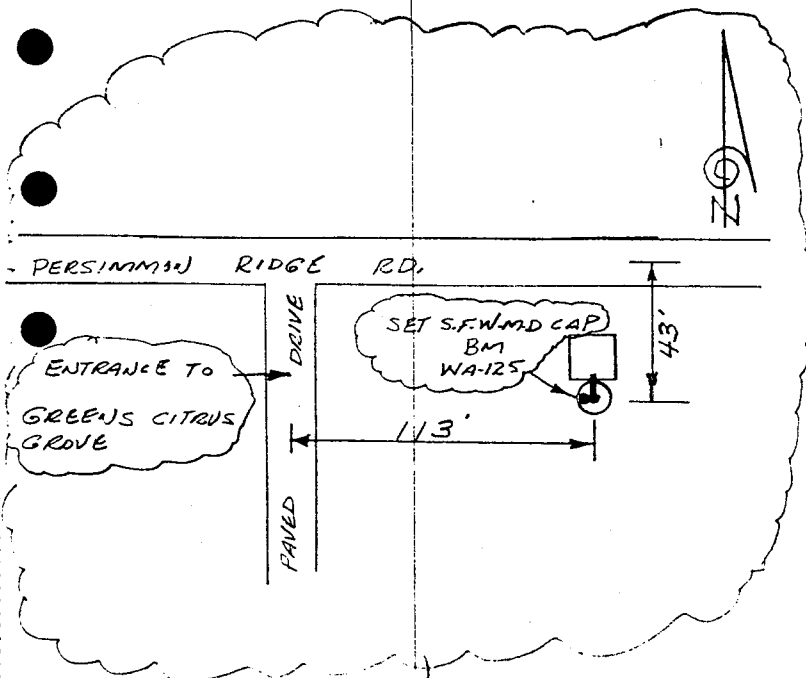 N
PERSIMMON RIDGE RD.
DRIVE
SET S.F.W.M.D CAP
BM
WA-125
43'
ENTRANCE TO
GREENS CITRUS
GROVE
113'
PAVED